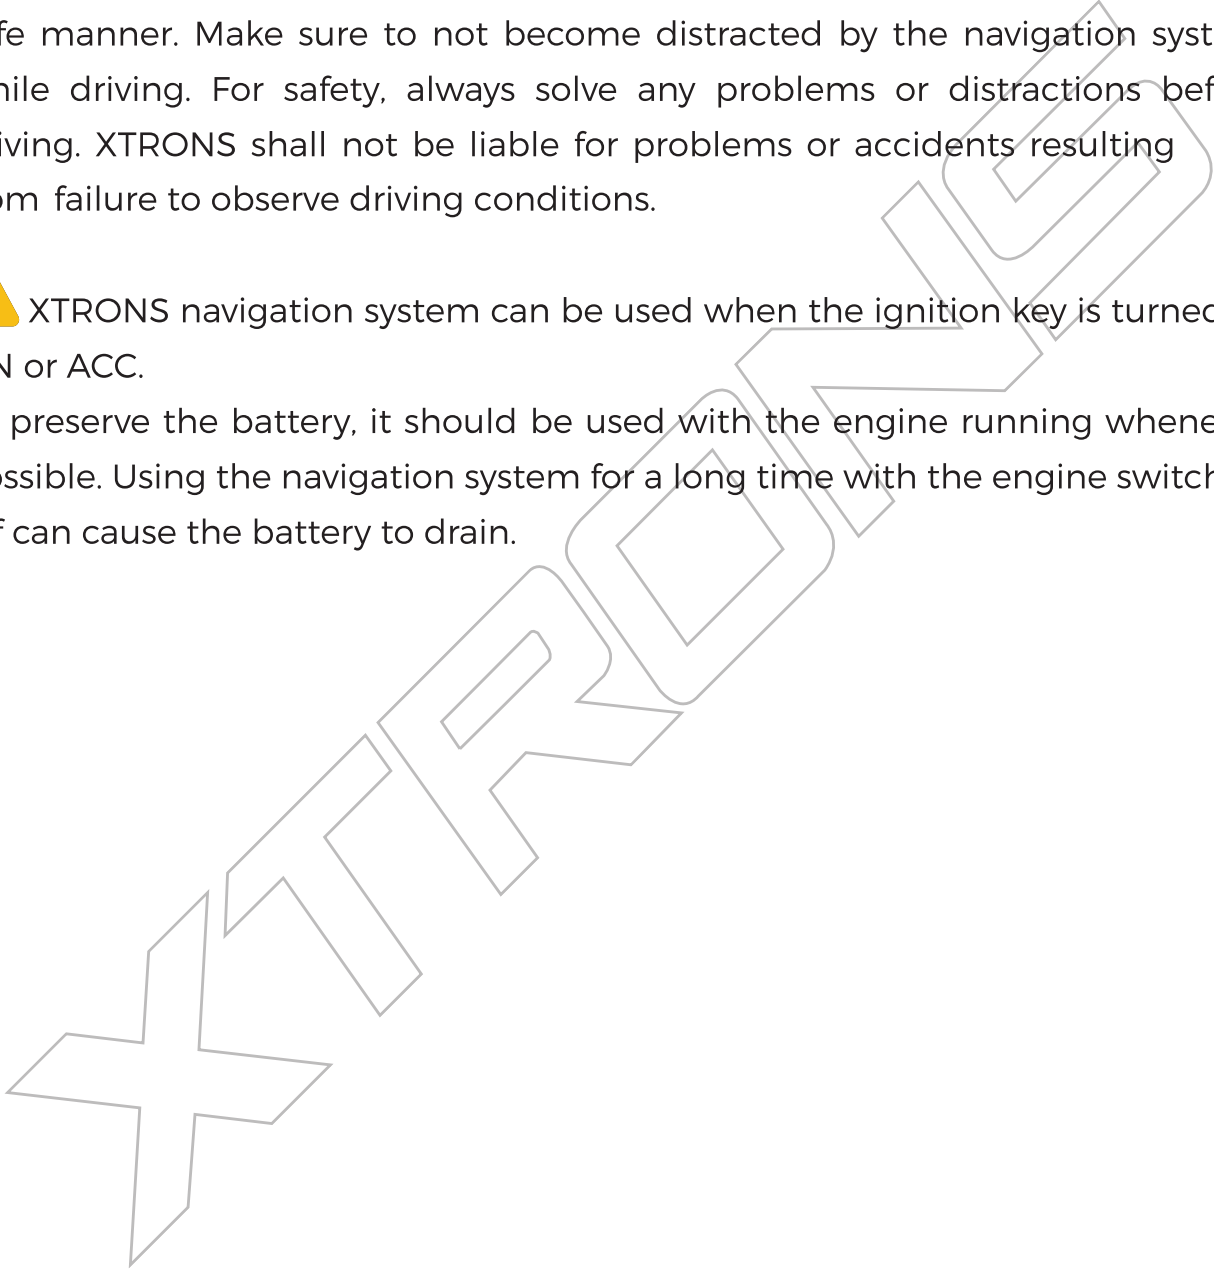 fe manner. Make sure to not become distracted by the navigation syst
hile driving. For safety, always solve any problems or distractions bef
iving. XTRONS shall not be liable for problems or accidents resulting
om failure to observe driving conditions.
XTRONS navigation system can be used when the ignition key is turned
N or ACC.
preserve the battery, it should be used with the engine running whene
ossible. Using the navigation system for a long time with the engine switch
f can cause the battery to drain.
XTRONS